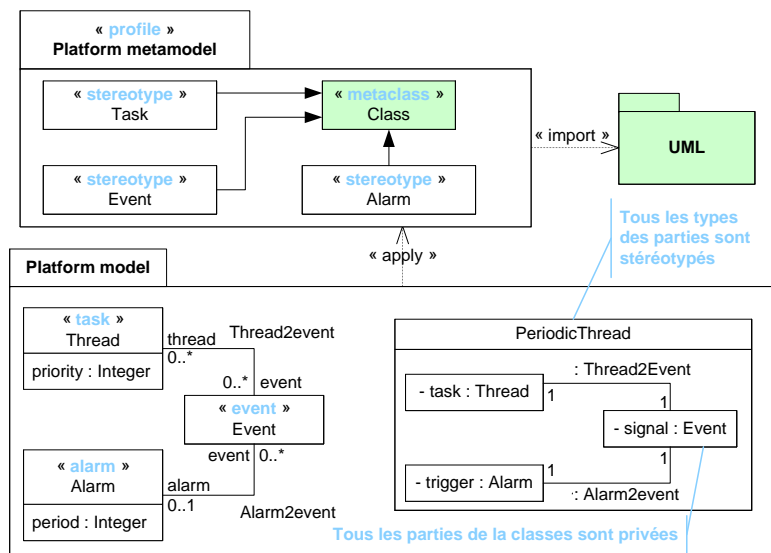 « profile »
Platform metamodel
« stereotype »
Task
« metaclass »
Class
« import »
UML
« stereotype »
Event
« stereotype »
Alarm
Tous les types
des parties sont
stéréotypés
« apply »
Platform model
« task »
Thread
priority : Integer
thread
0..*
Thread2event
0..*
event
« event »
Event
event
0..*
« alarm »
Alarm
period : Integer
alarm
0..1
Alarm2event
PeriodicThread
: Thread2Event
- task : Thread
1
1
- signal : Event
1
- trigger : Alarm
1
: Alarm2event
Tous les parties de la classes sont privées